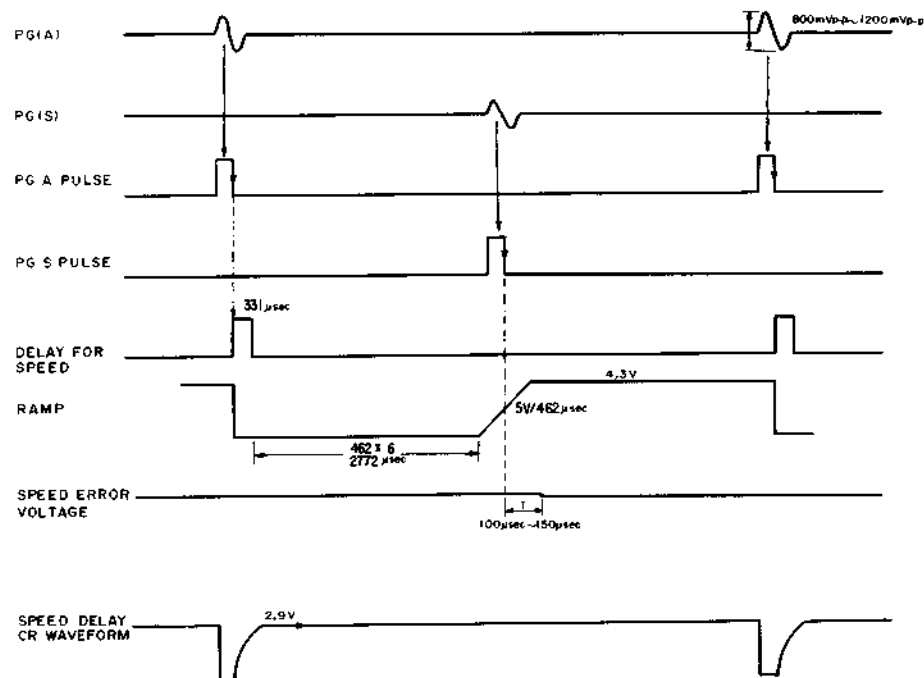 PG(A)
800mVp-p~1200mVp-p
PG(S)
PG A PULSE
PG S PULSE
331μsec
DELAY FOR
SPEED
4.3V
RAMP
5V/462μsec
462 x 6
2772μsec
SPEED ERROR
VOLTAGE
T
100μsec~150μsec
SPEED DELAY
CR WAVEFORM
2.9V